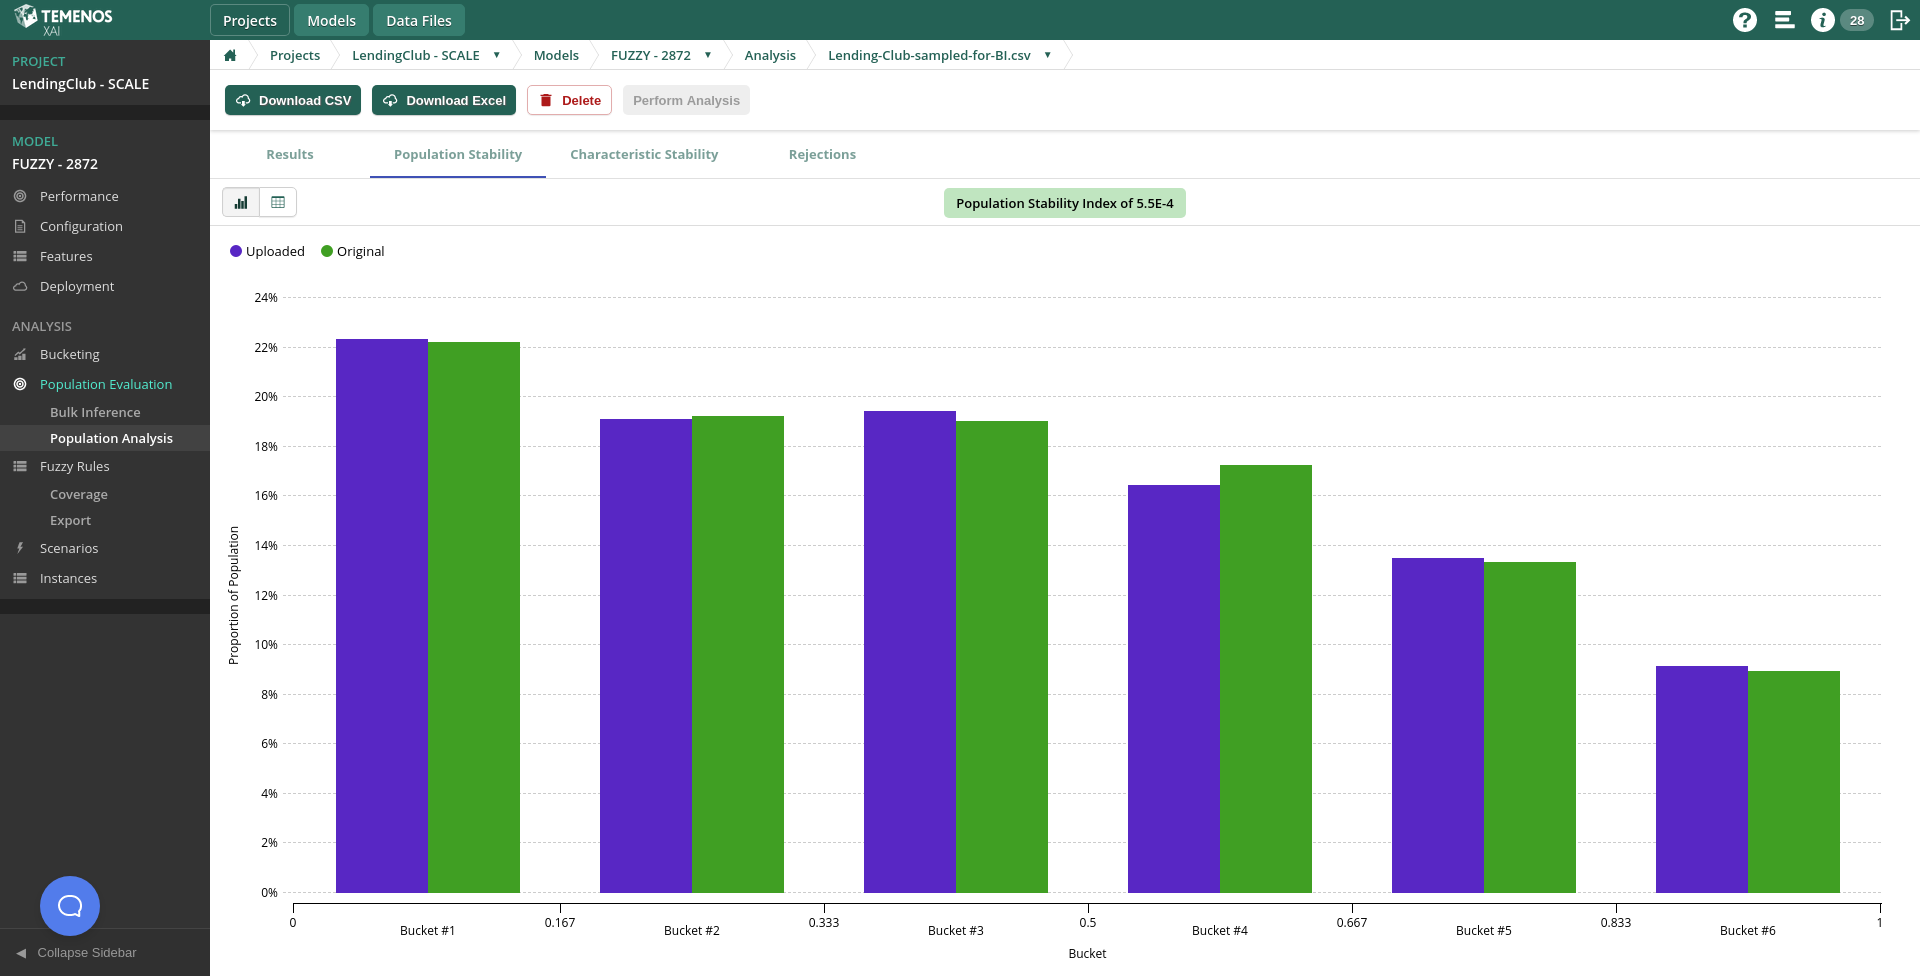 TEMENOS
XAI
Projects
Models
Data Files
28
PROJECT
LendingClub - SCALE
MODEL
FUZZY - 2872
Performance
Configuration
Features
Deployment
ANALYSIS
Bucketing
Population Evaluation
Bulk Inference
Population Analysis
Fuzzy Rules
Coverage
Export
Scenarios
Instances
Collapse Sidebar
Projects
LendingClub - SCALE
Models
FUZZY - 2872
Analysis
Lending-Club-sampled-for-BI.csv
Download CSV
Download Excel
Delete
Perform Analysis
Results
Population Stability
Characteristic Stability
Rejections
Population Stability Index of 5.5E-4
Uploaded
Original
Proportion of Population
24%
22%
20%
18%
16%
14%
12%
10%
8%
6%
4%
2%
0%
0
0.167
0.333
0.5
0.667
0.833
1
Bucket #1
Bucket #2
Bucket #3
Bucket #4
Bucket #5
Bucket #6
Bucket